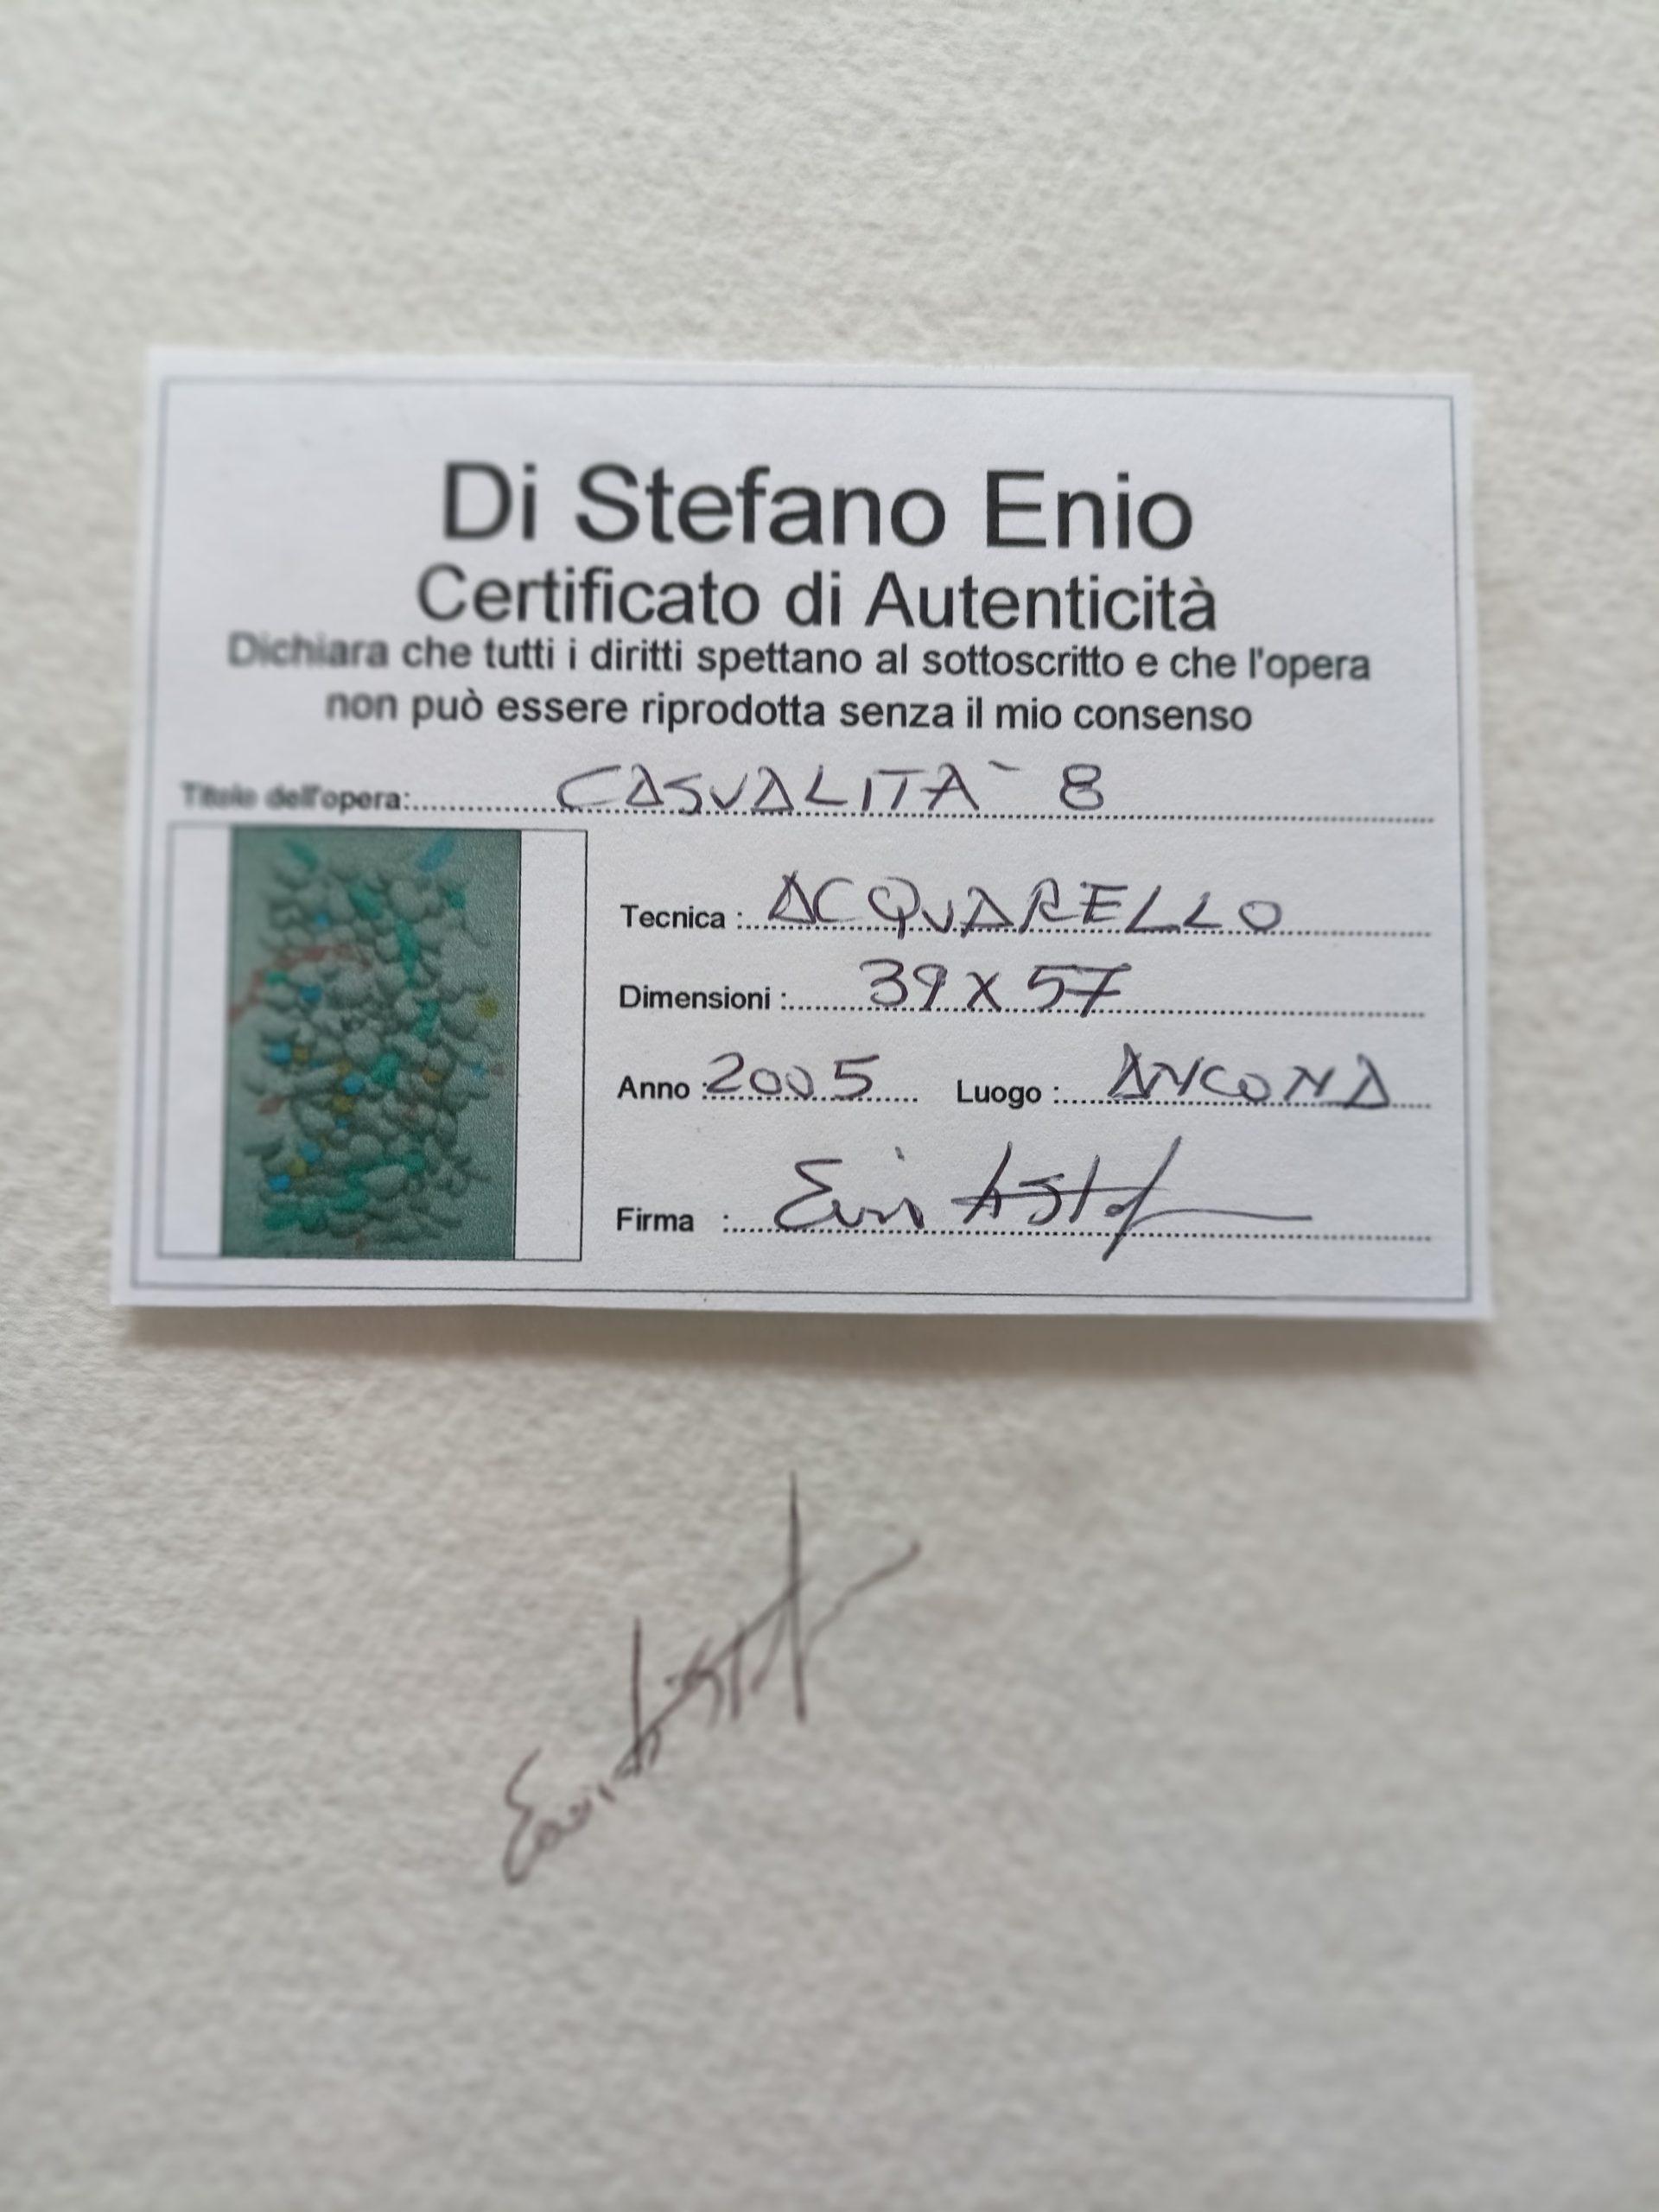 Di Stefano Enio
Certificato di Autenticità
Dichiara che tutti i diritti spettano al sottoscritto e che l'opera
non può essere riprodotta senza il mio consenso
Titolo dell'opera: CASUALITA` 8
Tecnica : ACQUARELLO
Dimensioni : 39 x 57
Anno : 2005 Luogo : ANCONA
Firma :